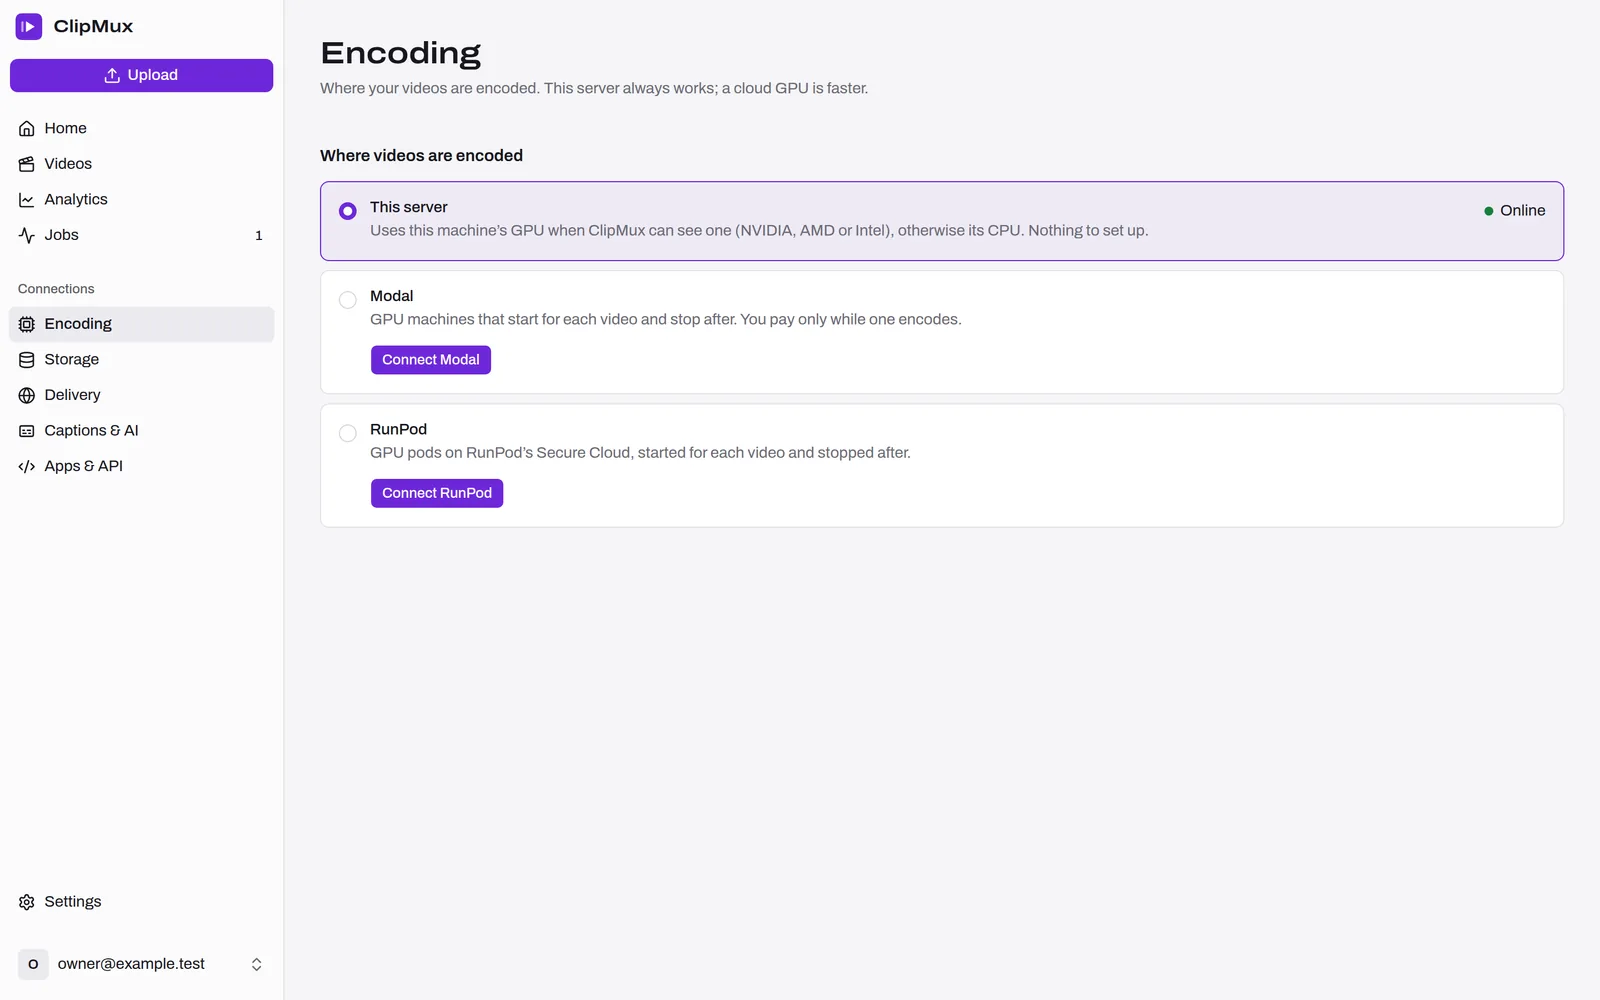 ClipMux
Upload
Home
Videos
Analytics
Jobs 1
Connections
Encoding
Storage
Delivery
Captions & AI
Apps & API
Settings
O owner@example.test
Encoding
Where your videos are encoded. This server always works; a cloud GPU is faster.
Where videos are encoded
This server
Online
Uses this machine’s GPU when ClipMux can see one (NVIDIA, AMD or Intel), otherwise its CPU. Nothing to set up.
Modal
GPU machines that start for each video and stop after. You pay only while one encodes.
Connect Modal
RunPod
GPU pods on RunPod’s Secure Cloud, started for each video and stopped after.
Connect RunPod